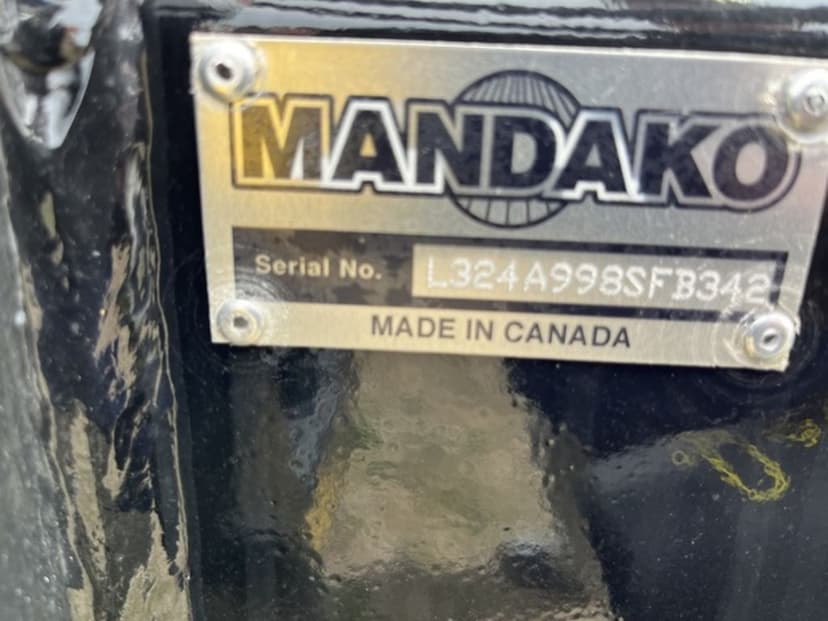 MANDAKO
Serial No. L324A998SFB342
MADE IN CANADA